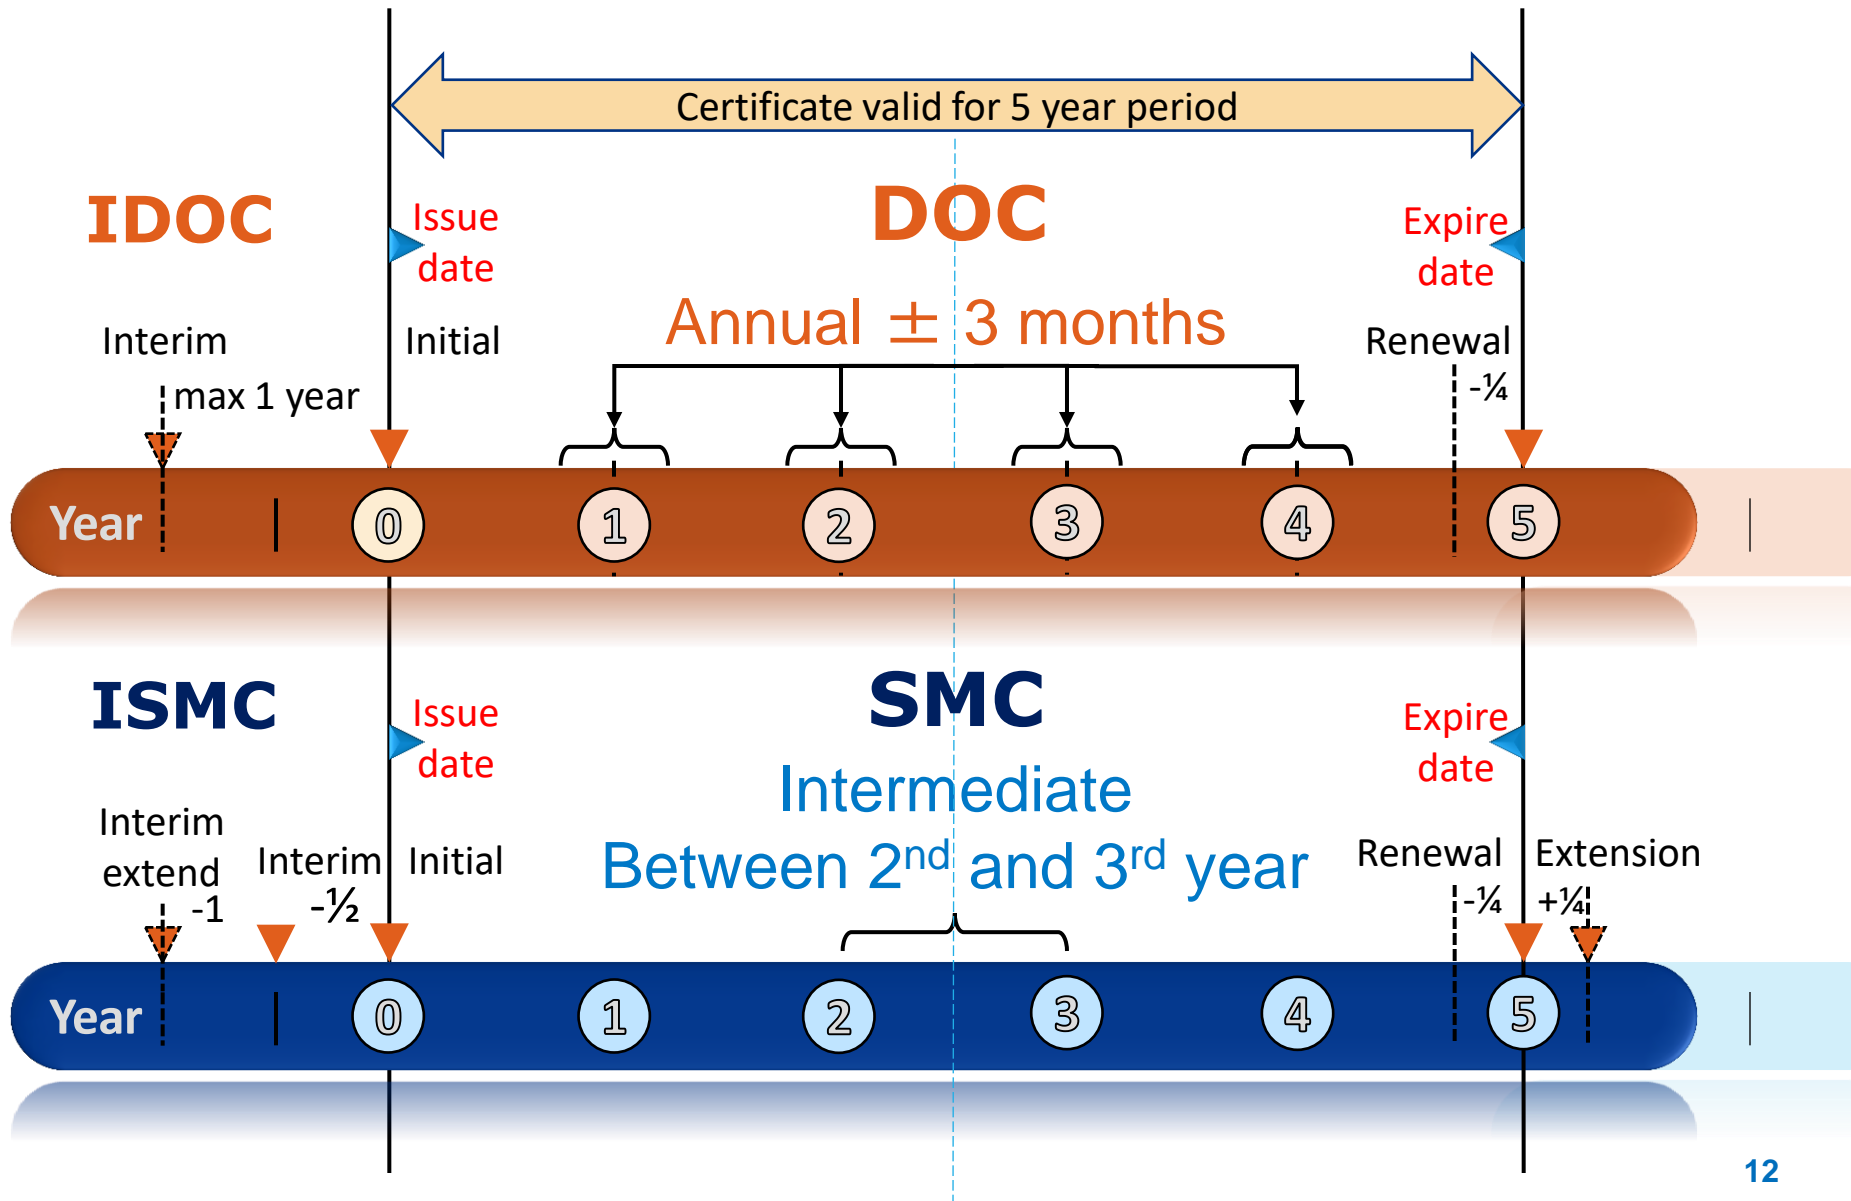 Certificate valid for 5 year period
IDOC
DOC
Issue
date
Expire
date
Annual ± 3 months
Interim
Initial
Renewal
max 1 year
-¼
Year
0
1
2
3
4
5
ISMC
SMC
Issue
date
Expire
date
Intermediate
Between 2nd and 3rd year
Interim
extend
-1
Interim
-½
Initial
Renewal
-¼
Extension
+¼
Year
0
1
2
3
4
5
12